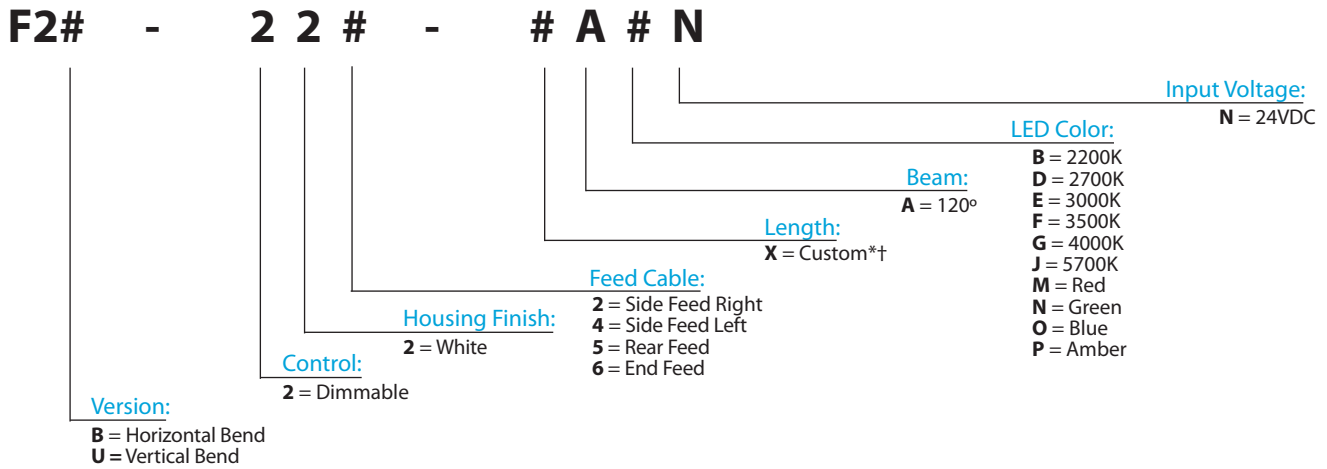 F2# - 2 2 # - # A # N
Input Voltage:
N = 24VDC
LED Color:
B = 2200K
D = 2700K
E = 3000K
F = 3500K
G = 4000K
J = 5700K
M = Red
N = Green
O = Blue
P = Amber
Beam:
A = 120º
Length:
X = Custom*†
Feed Cable:
2 = Side Feed Right
4 = Side Feed Left
5 = Rear Feed
6 = End Feed
Housing Finish:
2 = White
Control:
2 = Dimmable
Version:
B = Horizontal Bend
U = Vertical Bend